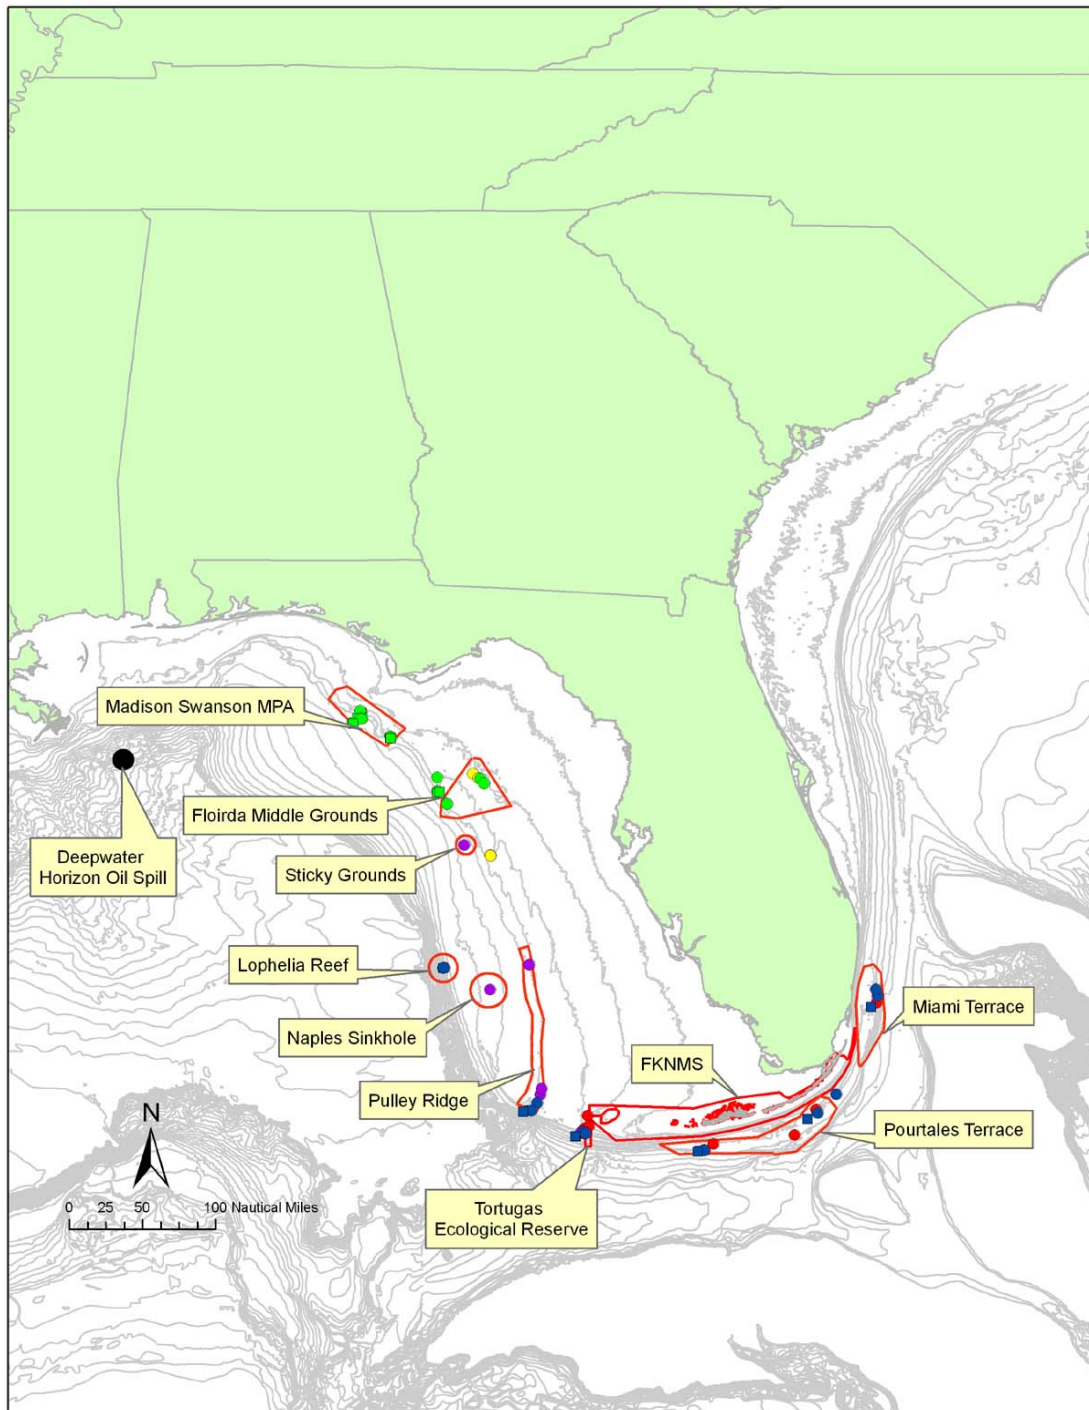 Madison Swanson MPA
Floirda Middle Grounds
Deepwater
Horizon Oil Spill
Sticky Grounds
Lophelia Reef
Naples Sinkhole
Miami Terrace
FKNMS
Pulley Ridge
Pourtales Terrace
N
0 25 50 100 Nautical Miles
Tortugas
Ecological Reserve